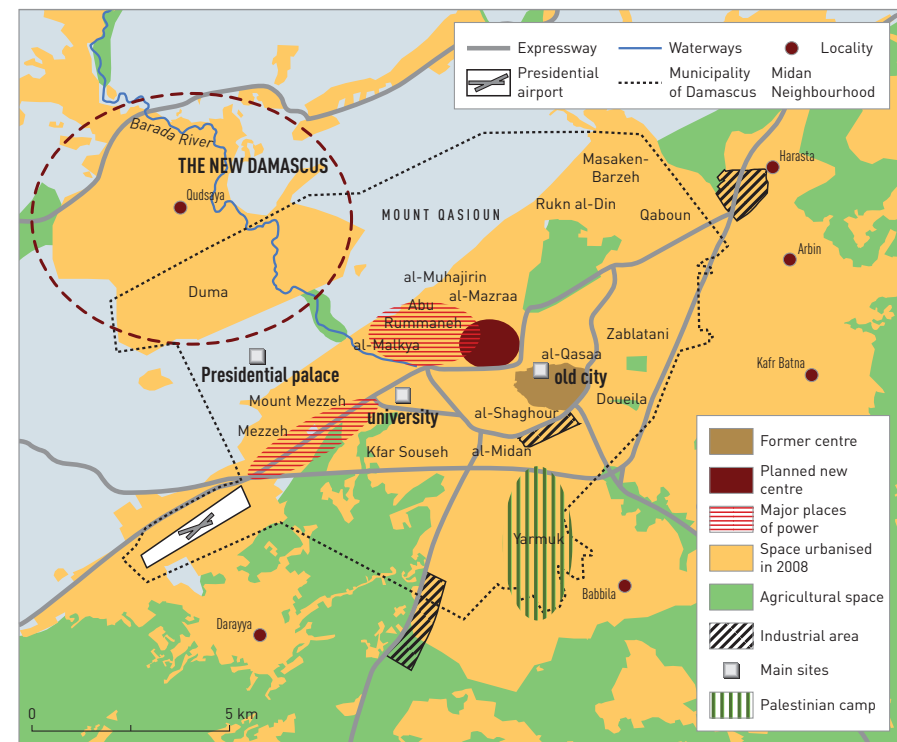 Expressway
Waterways
Locality
Presidential
airport
Municipality
of Damascus
Midan
Neighbourhood
Barada River
THE NEW DAMASCUS
Qudsaya
MOUNT QASIOUN
Masaken-
Barzeh
Harasta
Rukn al-Din
Qaboun
Arbin
Duma
al-Muhajirin
al-Mazraa
Abu
Rummaneh
al-Malkya
Zablatani
al-Qasaa
old city
Kafr Batna
Presidential palace
Mount Mezzeh
university
Doueila
al-Shaghour
Mezzeh
Kfar Souseh
al-Midan
Yarmuk
Babbila
Darayya
Former centre
Planned new
centre
Major places
of power
Space urbanised
in 2008
Agricultural space
Industrial area
Main sites
Palestinian camp
0
5 km